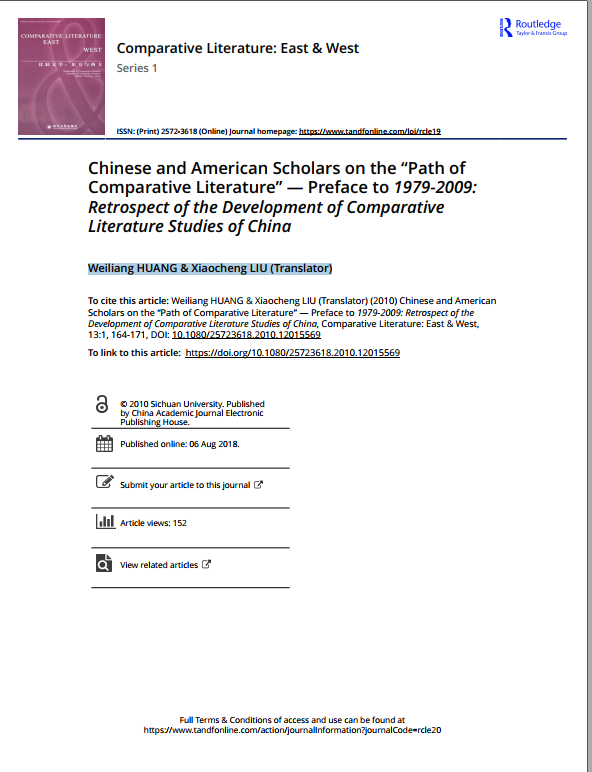 COMPARATIVE LITERATURE:
EAST
WEST
比较文学：东方与西方
Routledge
Taylor & Francis Group
Comparative Literature: East & West
Series 1
ISSN: (Print) 2572-3618 (Online) Journal homepage: https://www.tandfonline.com/loi/rcle19
Chinese and American Scholars on the “Path of
Comparative Literature” — Preface to 1979-2009:
Retrospect of the Development of Comparative
Literature Studies of China
Weiliang HUANG & Xiaocheng LIU (Translator)
To cite this article: Weiliang HUANG & Xiaocheng LIU (Translator) (2010) Chinese and American
Scholars on the “Path of Comparative Literature” — Preface to 1979-2009: Retrospect of the
Development of Comparative Literature Studies of China, Comparative Literature: East & West,
13:1, 164-171, DOI: 10.1080/25723618.2010.12015569
To link to this article: https://doi.org/10.1080/25723618.2010.12015569
© 2010 Sichuan University. Published
by China Academic Journal Electronic
Publishing House.
Published online: 06 Aug 2018.
Submit your article to this journal
Article views: 152
View related articles
Full Terms & Conditions of access and use can be found at
https://www.tandfonline.com/action/journalInformation?journalCode=rcle20